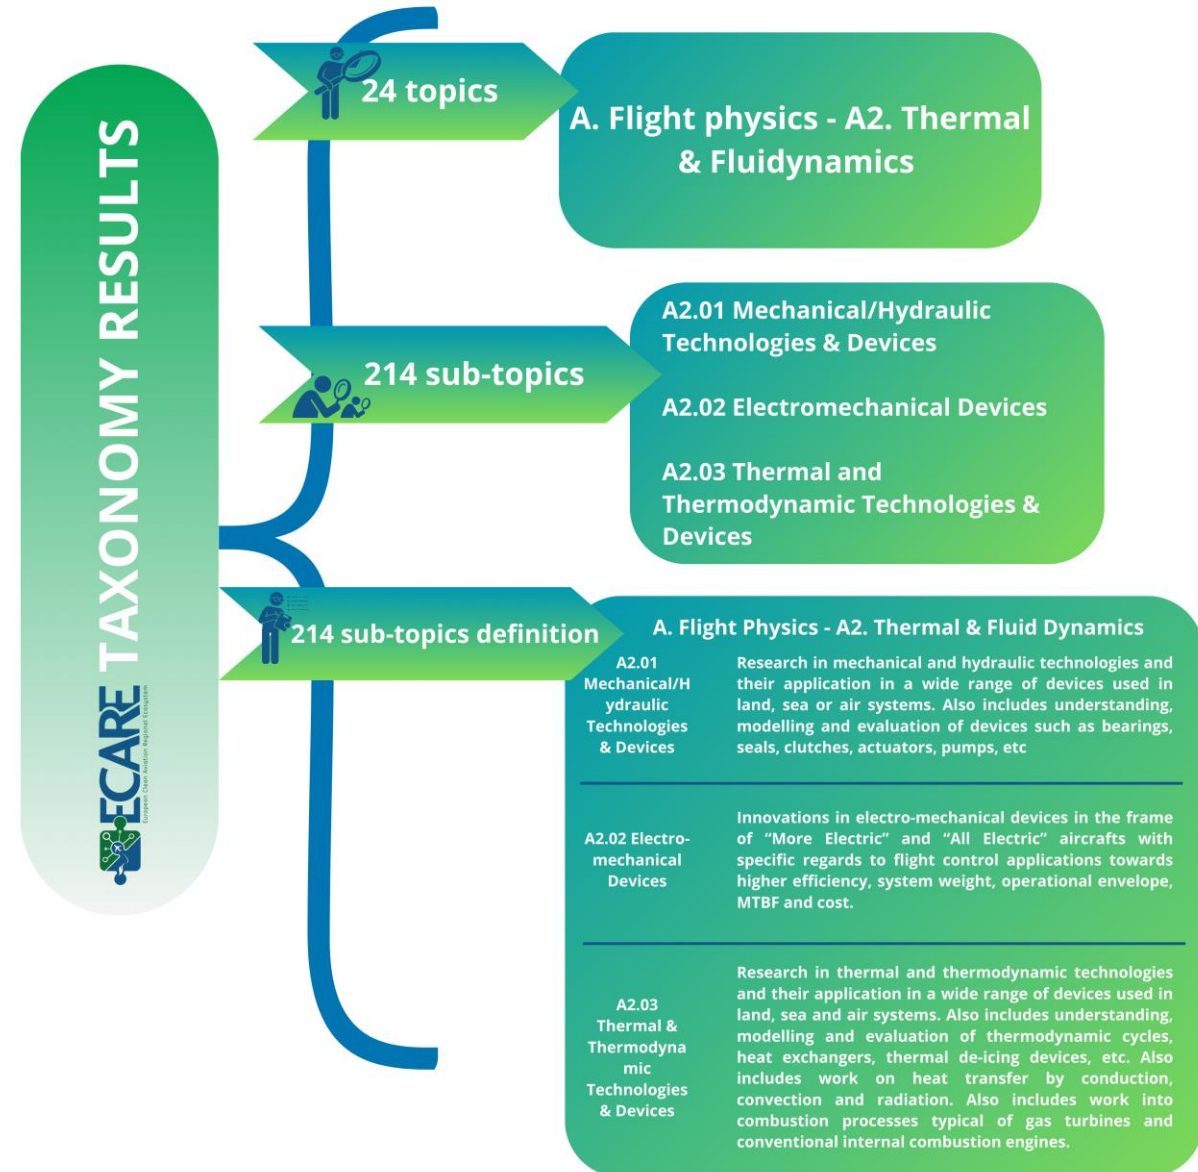 TAXONOMY RESULTS
ECARE
European Clean Aviation Regional Ecosystem
24 topics
A. Flight physics - A2. Thermal
& Fluidynamics
214 sub-topics
A2.01 Mechanical/Hydraulic
Technologies & Devices
A2.02 Electromechanical Devices
A2.03 Thermal and
Thermodynamic Technologies &
Devices
214 sub-topics definition
A. Flight Physics - A2. Thermal & Fluid Dynamics
A2.01
Mechanical/H
ydraulic
Technologies
& Devices
Research in mechanical and hydraulic technologies and
their application in a wide range of devices used in
land, sea or air systems. Also includes understanding,
modelling and evaluation of devices such as bearings,
seals, clutches, actuators, pumps, etc
A2.02 Electro-
mechanical
Devices
Innovations in electro-mechanical devices in the frame
of “More Electric” and “All Electric” aircrafts with
specific regards to flight control applications towards
higher efficiency, system weight, operational envelope,
MTBF and cost.
A2.03
Thermal &
Thermodyna
mic
Technologies
& Devices
Research in thermal and thermodynamic technologies
and their application in a wide range of devices used in
land, sea and air systems. Also includes understanding,
modelling and evaluation of thermodynamic cycles,
heat exchangers, thermal de-icing devices, etc. Also
includes work on heat transfer by conduction,
convection and radiation. Also includes work into
combustion processes typical of gas turbines and
conventional internal combustion engines.